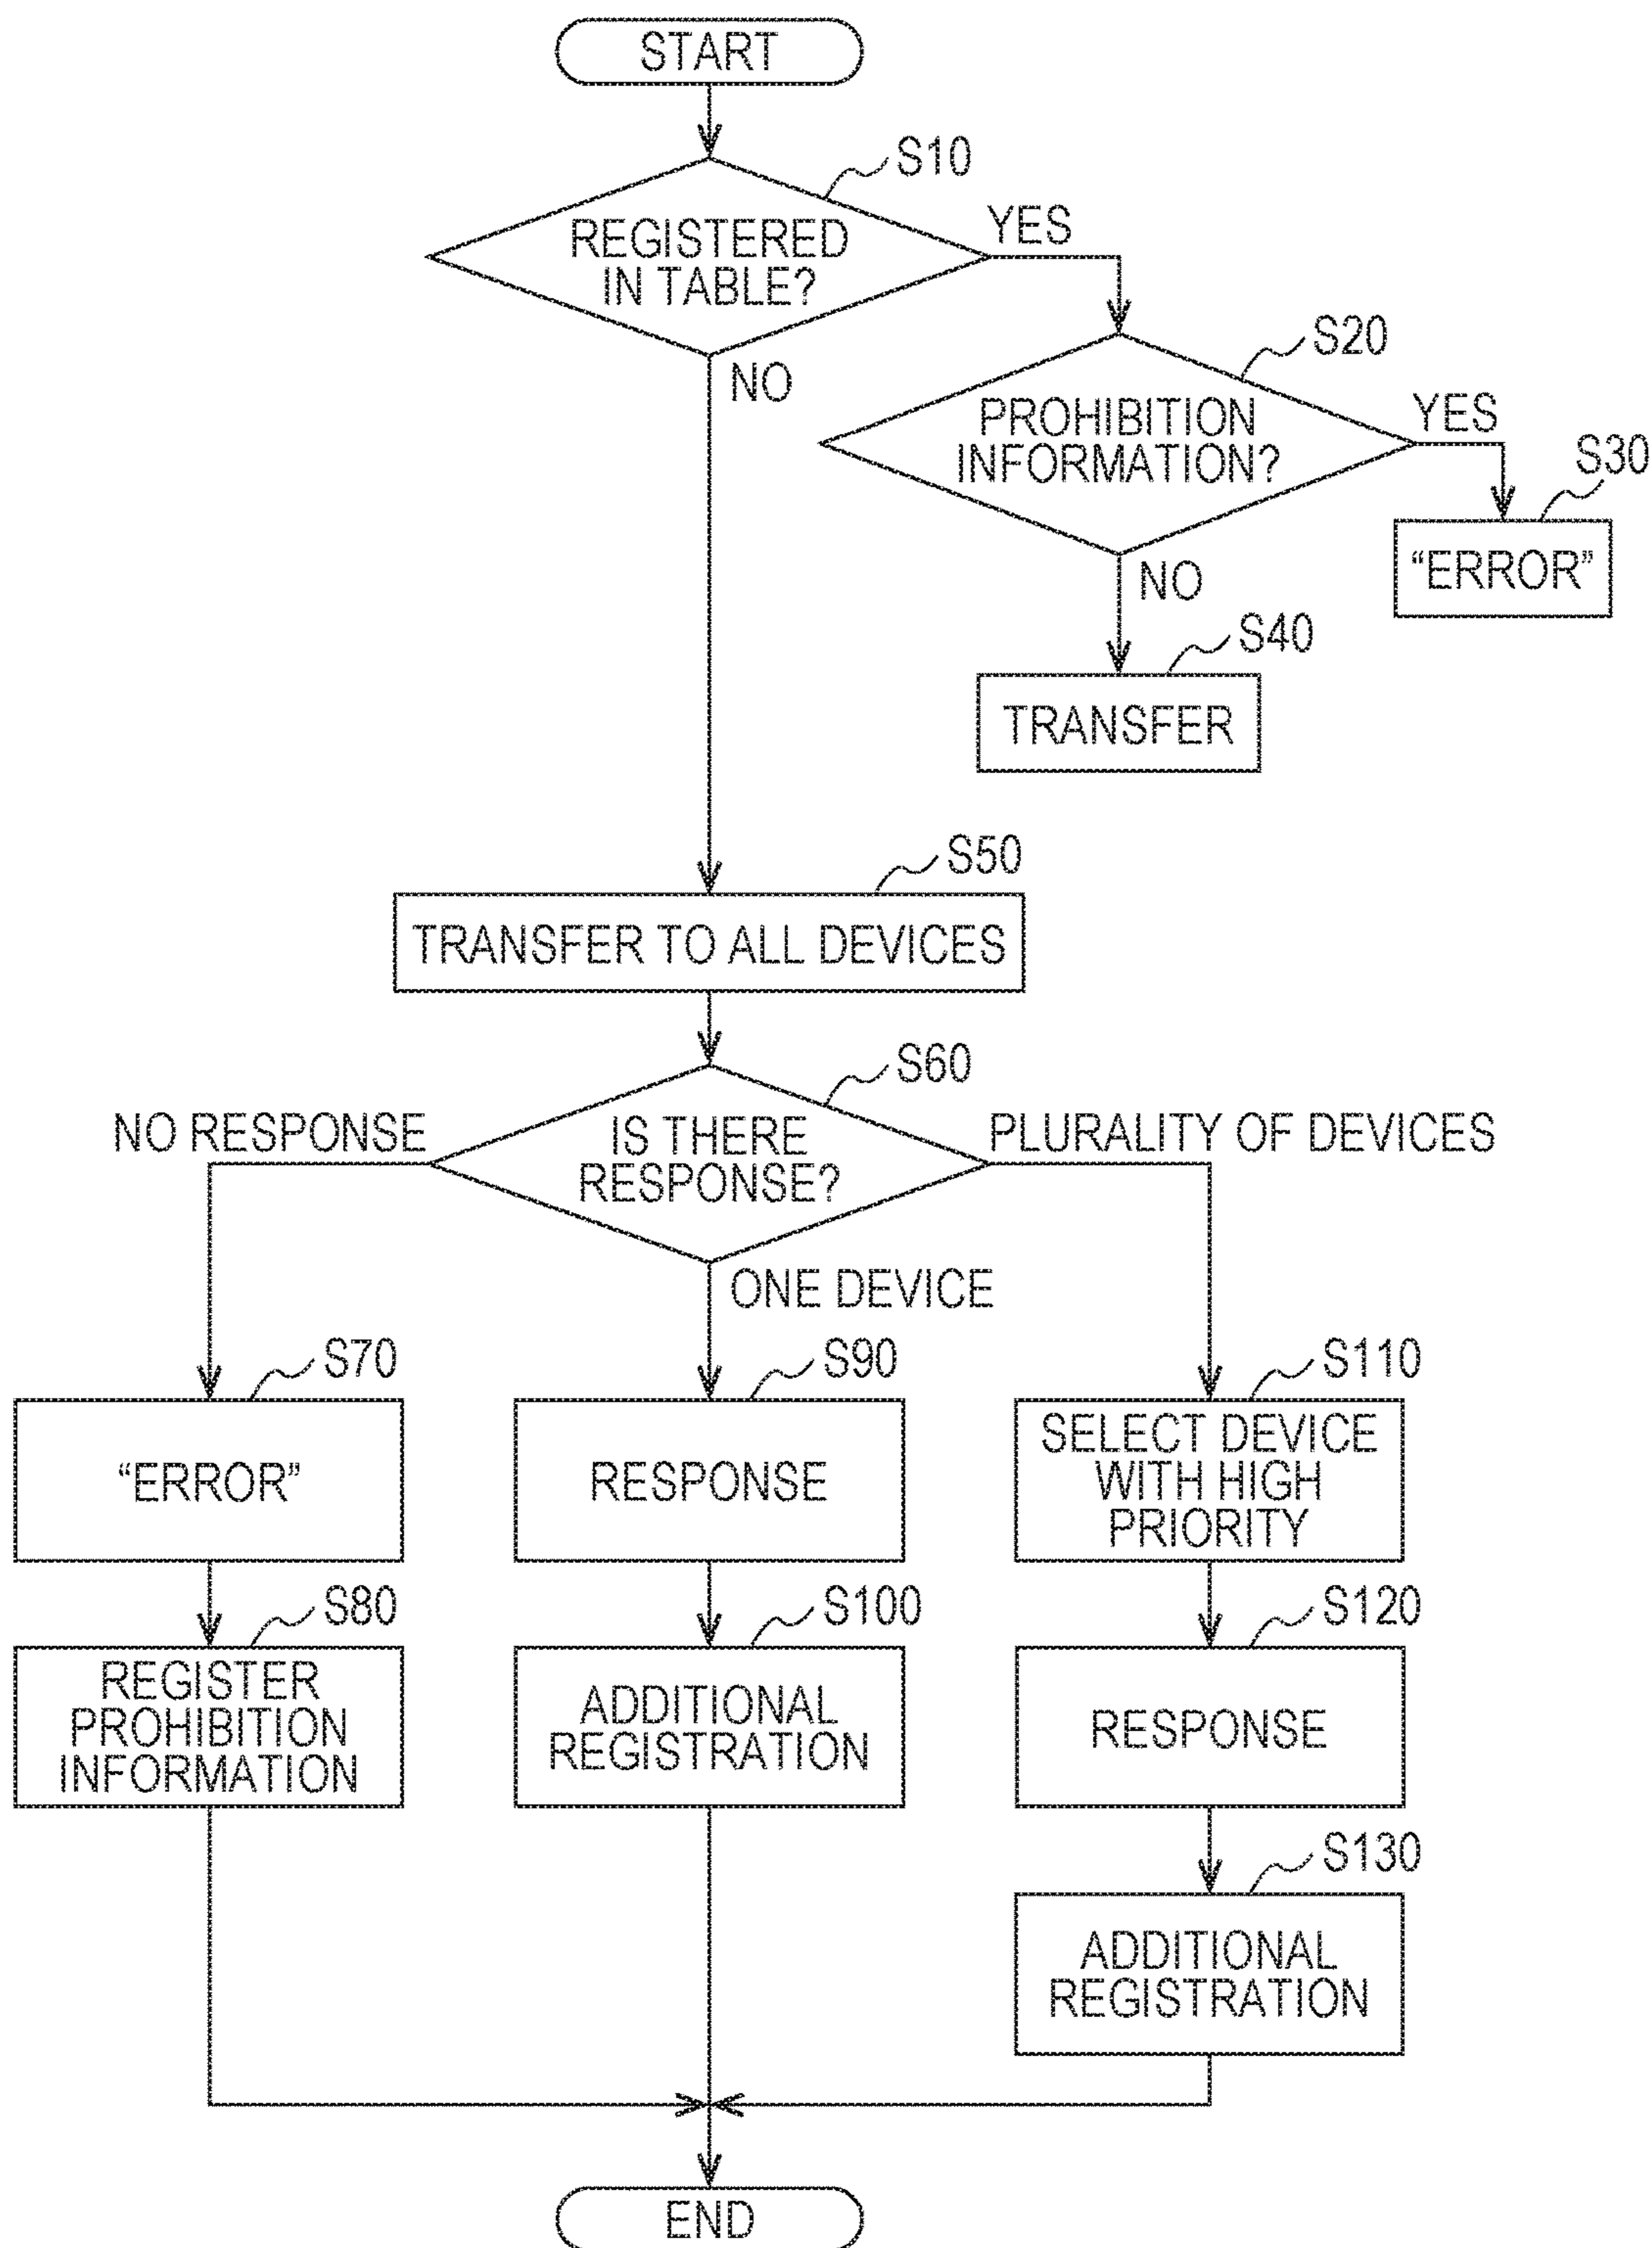 START
S10
REGISTERED
IN TABLE?
YES
NO
S20
PROHIBITION
INFORMATION?
YES
S30
“ERROR”
NO
S40
TRANSFER
S50
TRANSFER TO ALL DEVICES
S60
IS THERE
RESPONSE?
NO RESPONSE
PLURALITY OF DEVICES
ONE DEVICE
S70
“ERROR”
S80
REGISTER
PROHIBITION
INFORMATION
S90
RESPONSE
S100
ADDITIONAL
REGISTRATION
S110
SELECT DEVICE
WITH HIGH
PRIORITY
S120
RESPONSE
S130
ADDITIONAL
REGISTRATION
END